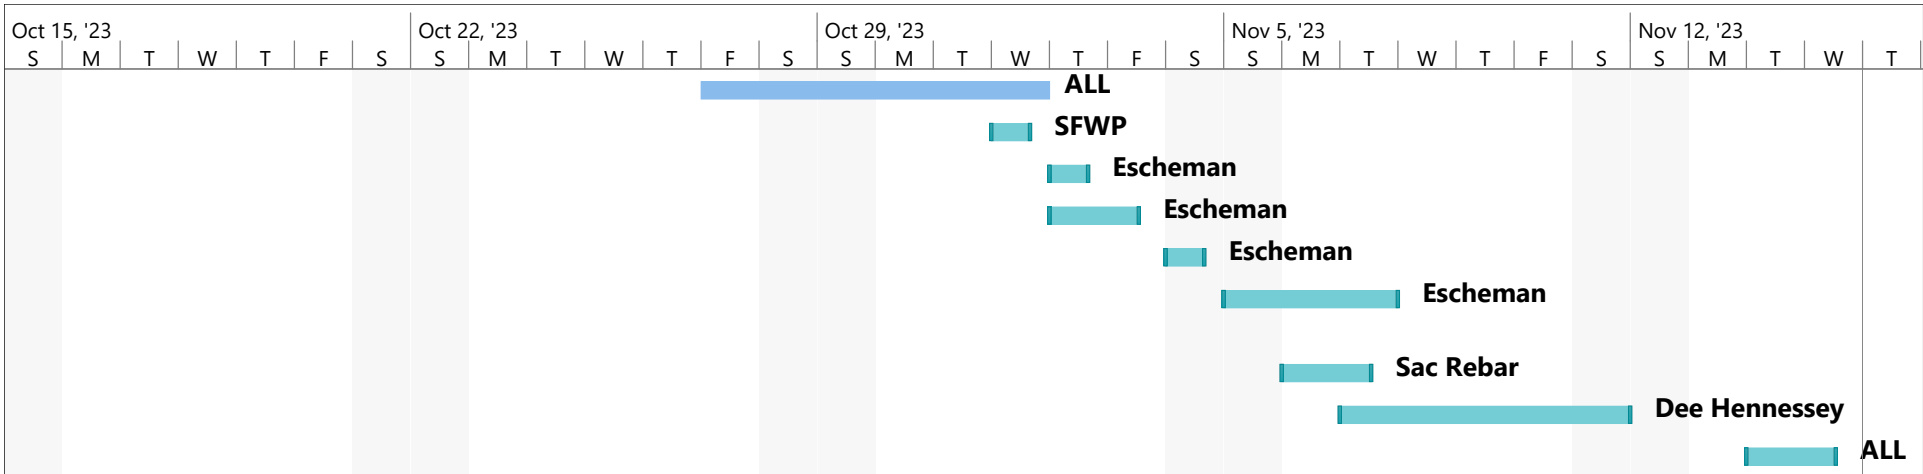 Oct 15, '23 Oct 22, '23 Oct 29, '23 Nov 5, '23 Nov 12, '23
S M T W T F S S M T W T F S S M T W T F S S M T W T F S S M T W T
ALL
SFWP
Escheman
Escheman
Escheman
Escheman
Sac Rebar
Dee Hennessey
ALL